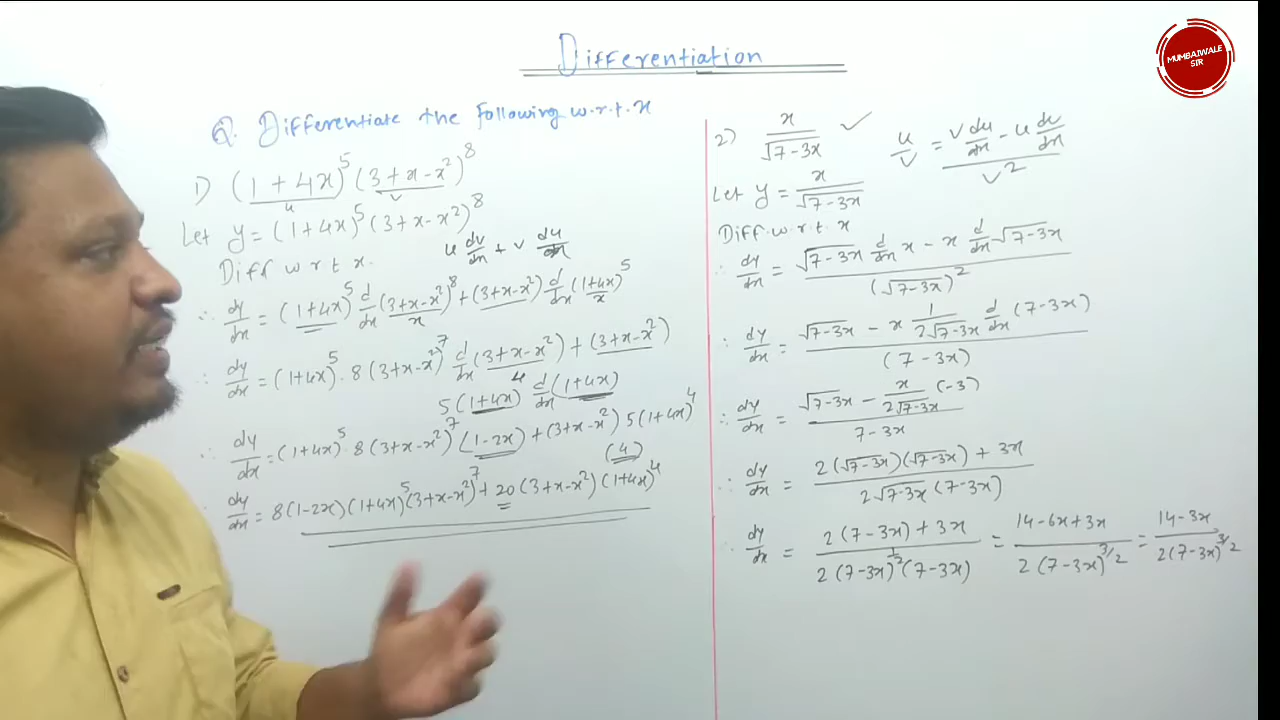 Differentiation
MUMBAIWALE
SIR
Q. Differentiate the following w.r.t. x
1) (1 + 4x)^5 (3 + x - x^2)^8
u v
Let y = (1+4x)^5 (3+x-x^2)^8
Diff w r t x.
u dv/dx + v du/dx
∴ dy/dx = (1+4x)^5 d/dx (3+x-x^2)^8 + (3+x-x^2) d/dx (1+4x)^5
x x
∴ dy/dx = (1+4x)^5 . 8 (3+x-x^2)^7 d/dx (3+x-x^2) + (3+x-x^2)
5 (1+4x)^4 d/dx (1+4x)
∴ dy/dx = (1+4x)^5 . 8 (3+x-x^2)^7 (1-2x) + (3+x-x^2) 5 (1+4x)^4
(4)
∴ dy/dx = 8 (1-2x) (1+4x)^5 (3+x-x^2)^7 + 20 (3+x-x^2) (1+4x)^4
2) x/√7-3x ✓
u/v = (v du/dx - u dv/dx)/v^2
Let y = x/√7-3x
Diff w r t x
∴ dy/dx = (√7-3x d/dx x - x d/dx √7-3x)/(√7-3x)^2
∴ dy/dx = (√7-3x - x 1/2√7-3x d/dx (7-3x))/(7-3x)
∴ dy/dx = (√7-3x - x/2√7-3x (-3))/7-3x
∴ dy/dx = (2(√7-3x)(√7-3x) + 3x)/2√7-3x (7-3x)
∴ dy/dx = (2(7-3x) + 3x)/2(7-3x)^1/2 (7-3x) = (14-6x+3x)/2(7-3x)^3/2 = (14-3x)/2(7-3x)^3/2